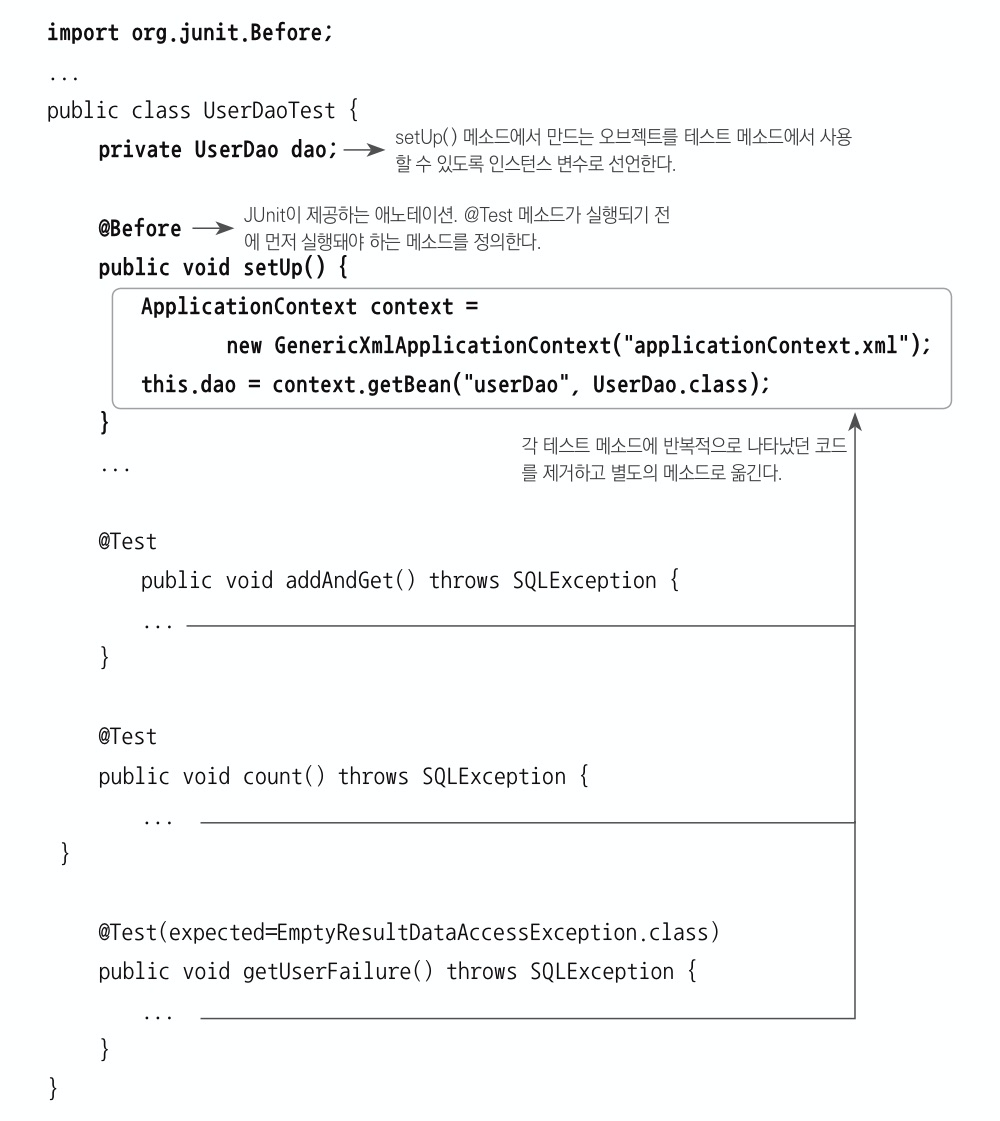 import org.junit.Before;
...
public class UserDaoTest {
private UserDao dao;
setUp() 메소드에서 만드는 오브젝트를 테스트 메소드에서 사용
할 수 있도록 인스턴스 변수로 선언한다.
@Before
JUnit이 제공하는 애노테이션. @Test 메소드가 실행되기 전
에 먼저 실행돼야 하는 메소드를 정의한다.
public void setUp() {
ApplicationContext context =
new GenericXmlApplicationContext("applicationContext.xml");
this.dao = context.getBean("userDao", UserDao.class);
}
각 테스트 메소드에 반복적으로 나타났던 코드
를 제거하고 별도의 메소드로 옮긴다.
...
@Test
public void addAndGet() throws SQLException {
...
}
@Test
public void count() throws SQLException {
...
}
@Test(expected=EmptyResultDataAccessException.class)
public void getUserFailure() throws SQLException {
...
}
}